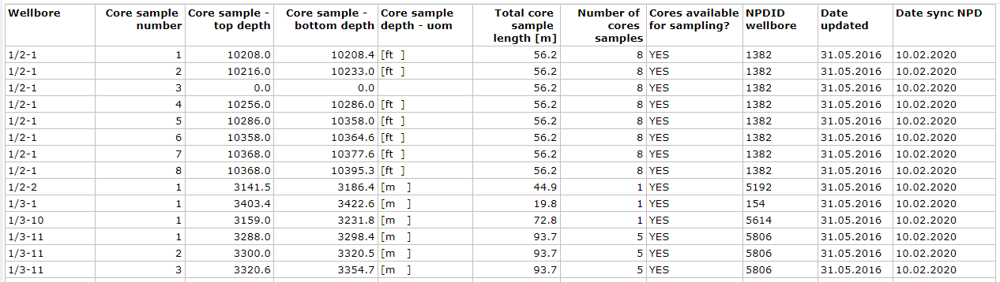 Wellbore Core sample number Core sample - top depth Core sample - bottom depth Core sample depth - uom Total core sample length [m] Number of cores samples Cores available for sampling? NPDID wellbore Date updated Date sync NPD
1/2-1 1 10208.0 10208.4 [ft ] 56.2 8 YES 1382 31.05.2016 10.02.2020
1/2-1 2 10216.0 10233.0 [ft ] 56.2 8 YES 1382 31.05.2016 10.02.2020
1/2-1 3 0.0 0.0 56.2 8 YES 1382 31.05.2016 10.02.2020
1/2-1 4 10256.0 10286.0 [ft ] 56.2 8 YES 1382 31.05.2016 10.02.2020
1/2-1 5 10286.0 10358.0 [ft ] 56.2 8 YES 1382 31.05.2016 10.02.2020
1/2-1 6 10358.0 10364.6 [ft ] 56.2 8 YES 1382 31.05.2016 10.02.2020
1/2-1 7 10368.0 10377.6 [ft ] 56.2 8 YES 1382 31.05.2016 10.02.2020
1/2-1 8 10368.0 10395.3 [ft ] 56.2 8 YES 1382 31.05.2016 10.02.2020
1/2-2 1 3141.5 3186.4 [m ] 44.9 1 YES 5192 31.05.2016 10.02.2020
1/3-1 1 3403.4 3422.6 [m ] 19.8 1 YES 154 31.05.2016 10.02.2020
1/3-10 1 3159.0 3231.8 [m ] 72.8 1 YES 5614 31.05.2016 10.02.2020
1/3-11 1 3288.0 3298.4 [m ] 93.7 5 YES 5806 31.05.2016 10.02.2020
1/3-11 2 3300.0 3320.5 [m ] 93.7 5 YES 5806 31.05.2016 10.02.2020
1/3-11 3 3320.6 3354.7 [m ] 93.7 5 YES 5806 31.05.2016 10.02.2020